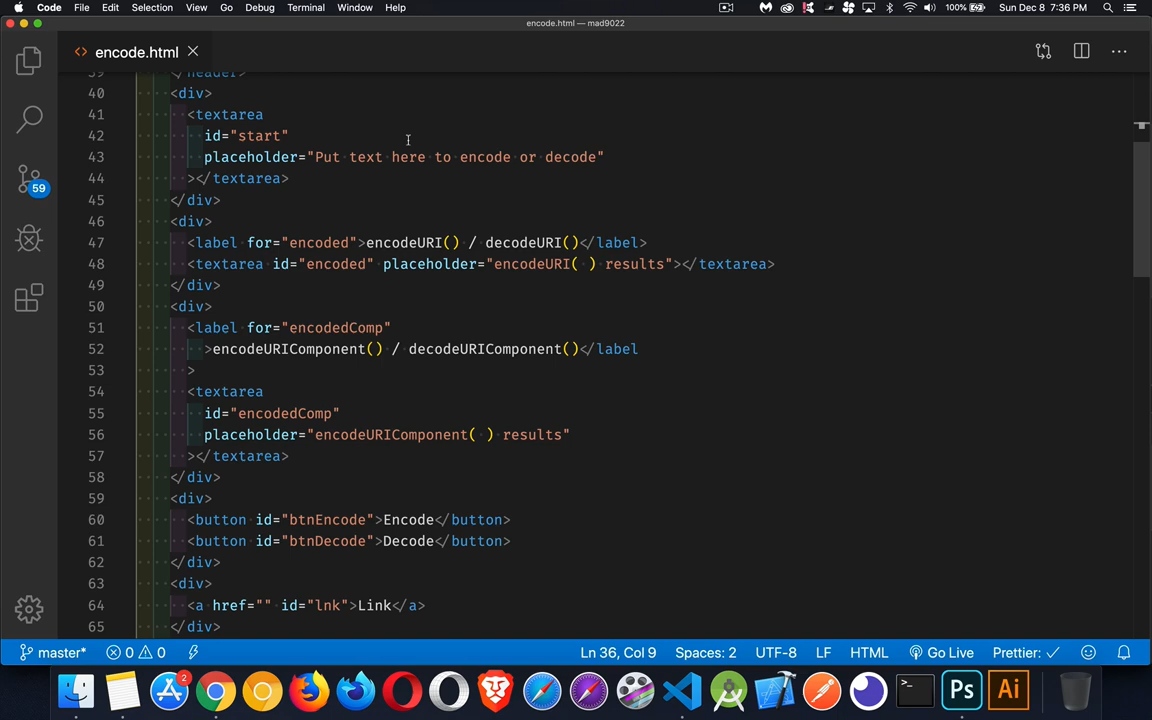 Code File Edit Selection View Go Debug Terminal Window Help 100% Sun Dec 8 7:36 PM
encode.html — mad9022
<> encode.html
39 </header>
40 <div>
41 <textarea
42 id="start"
43 placeholder="Put text here to encode or decode"
44 ></textarea>
45 </div>
46 <div>
47 <label for="encoded">encodeURI() / decodeURI()</label>
48 <textarea id="encoded" placeholder="encodeURI( ) results"></textarea>
49 </div>
50 <div>
51 <label for="encodedComp"
52 >encodeURIComponent() / decodeURIComponent()</label
53 >
54 <textarea
55 id="encodedComp"
56 placeholder="encodeURIComponent( ) results"
57 ></textarea>
58 </div>
59 <div>
60 <button id="btnEncode">Encode</button>
61 <button id="btnDecode">Decode</button>
62 </div>
63 <div>
64 <a href="" id="lnk">Link</a>
65 </div>
59
master* 0 0 Ln 36, Col 9 Spaces: 2 UTF-8 LF HTML Go Live Prettier: ✓
2
>_ Ps Ai